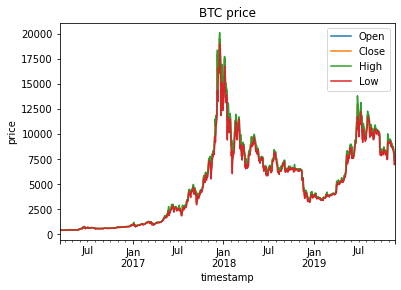 BTC price
Open
Close
High
Low
price
20000
17500
15000
12500
10000
7500
5000
2500
0
Jul
Jan
2017
Jul
Jan
2018
Jul
Jan
2019
Jul
timestamp